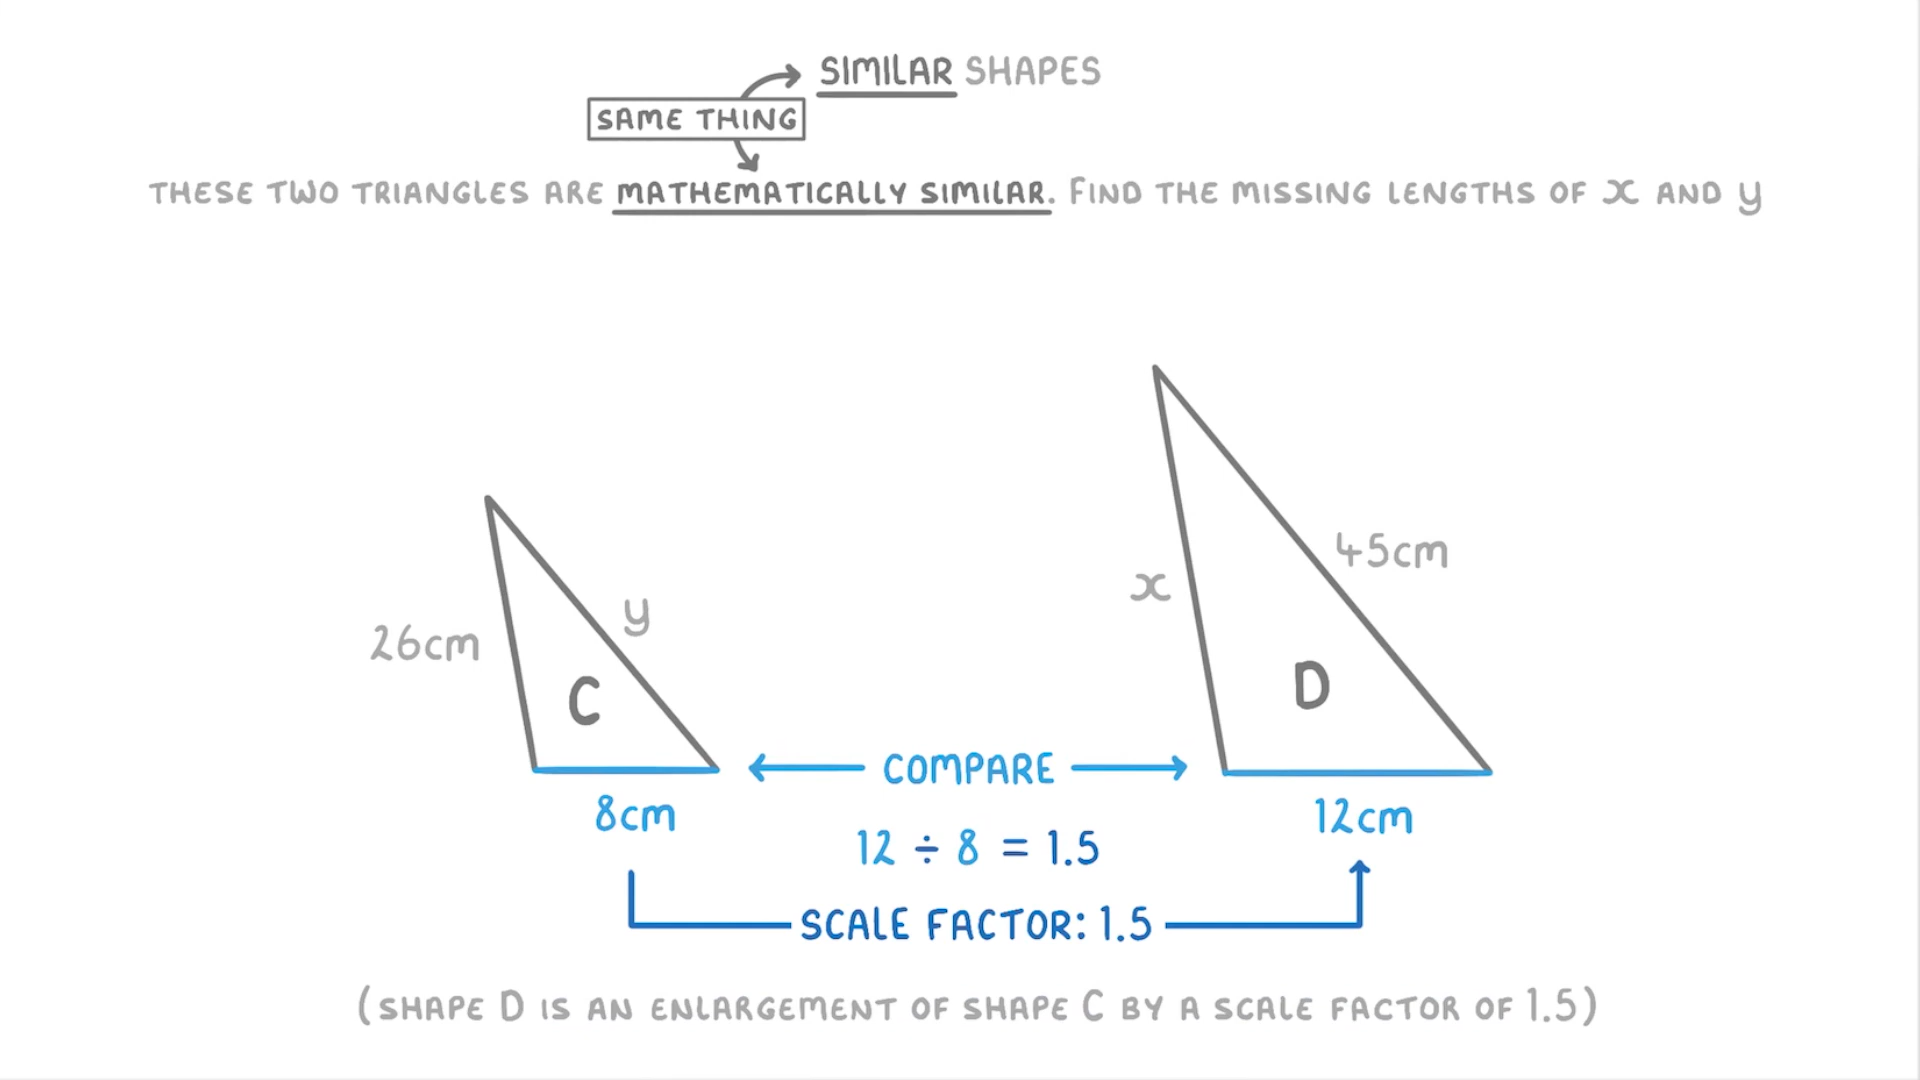 SIMILAR SHAPES
SAME THING
THESE TWO TRIANGLES ARE MATHEMATICALLY SIMILAR. FIND THE MISSING LENGTHS OF x AND y
26cm
y
C
8cm
x
45cm
D
12cm
COMPARE
12 ÷ 8 = 1.5
SCALE FACTOR: 1.5
(SHAPE D IS AN ENLARGEMENT OF SHAPE C BY A SCALE FACTOR OF 1.5)